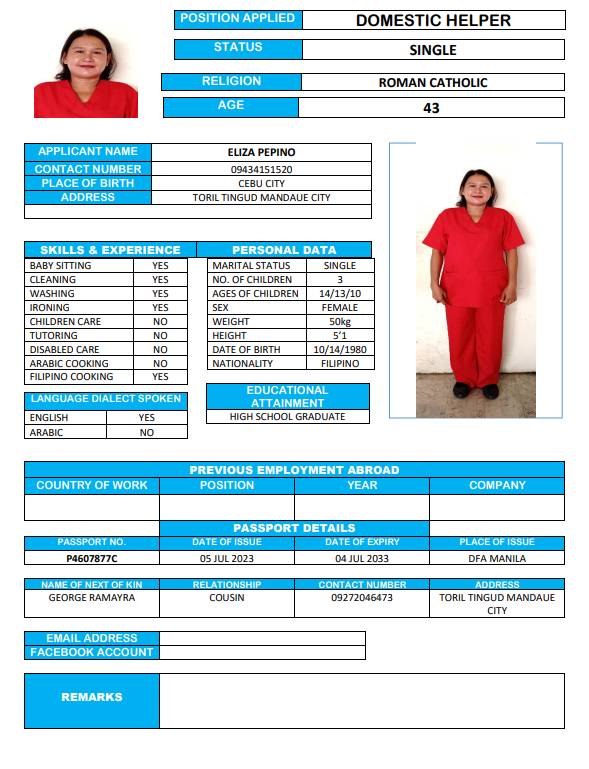 POSITION APPLIED DOMESTIC HELPER
STATUS SINGLE
RELIGION ROMAN CATHOLIC
AGE 43
APPLICANT NAME ELIZA PEPINO
CONTACT NUMBER 09434151520
PLACE OF BIRTH CEBU CITY
ADDRESS TORIL TINGUD MANDAUE CITY
SKILLS & EXPERIENCE
BABY SITTING YES
CLEANING YES
WASHING YES
IRONING YES
CHILDREN CARE NO
TUTORING NO
DISABLED CARE NO
ARABIC COOKING NO
FILIPINO COOKING YES
LANGUAGE DIALECT SPOKEN
ENGLISH YES
ARABIC NO
PERSONAL DATA
MARITAL STATUS SINGLE
NO. OF CHILDREN 3
AGES OF CHILDREN 14/13/10
SEX FEMALE
WEIGHT 50kg
HEIGHT 5’1
DATE OF BIRTH 10/14/1980
NATIONALITY FILIPINO
EDUCATIONAL
ATTAINMENT
HIGH SCHOOL GRADUATE
PREVIOUS EMPLOYMENT ABROAD
COUNTRY OF WORK POSITION YEAR COMPANY
PASSPORT DETAILS
PASSPORT NO. DATE OF ISSUE DATE OF EXPIRY PLACE OF ISSUE
P4607877C 05 JUL 2023 04 JUL 2033 DFA MANILA
NAME OF NEXT OF KIN RELATIONSHIP CONTACT NUMBER ADDRESS
GEORGE RAMAYRA COUSIN 09272046473 TORIL TINGUD MANDAUE
CITY
EMAIL ADDRESS
FACEBOOK ACCOUNT
REMARKS